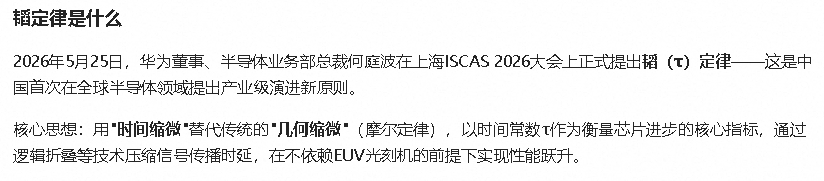 韬定律是什么
2026年5月25日，华为董事、半导体业务部总裁何庭波在上海ISCAS 2026大会上正式提出韬（τ）定律——这是中
国首次在全球半导体领域提出产业级演进新原则。
核心思想：用"时间缩微"替代传统的"几何缩微"（摩尔定律），以时间常数τ作为衡量芯片进步的核心指标，通过
逻辑折叠等技术压缩信号传播时延，在不依赖EUV光刻机的前提下实现性能跃升。